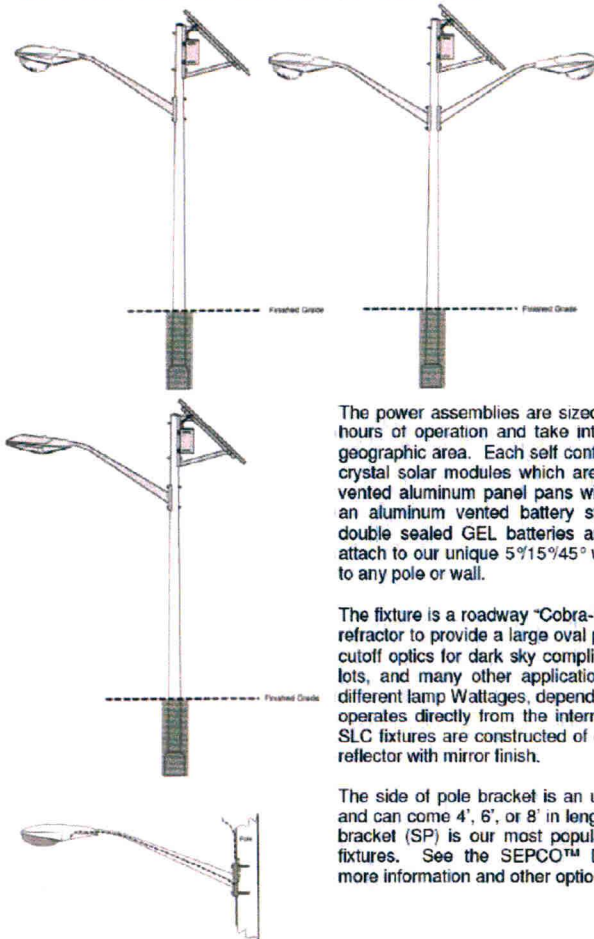 Finished Grade
Finished Grade
The power assemblies are sized
hours of operation and take int
geographic area. Each self cont
crystal solar modules which are
vented aluminum panel pans wi
an aluminum vented battery s
double sealed GEL batteries a
attach to our unique 5°/15°/45° w
to any pole or wall.
Finished Grade
The fixture is a roadway "Cobra-
refractor to provide a large oval p
cutoff optics for dark sky compli
lots, and many other applicatio
different lamp Wattages, depend
operates directly from the intern
SLC fixtures are constructed of
reflector with mirror finish.
The side of pole bracket is an u
and can come 4', 6', or 8' in leng
bracket (SP) is our most popula
fixtures. See the SEPCO™ B
more information and other optio
Pole